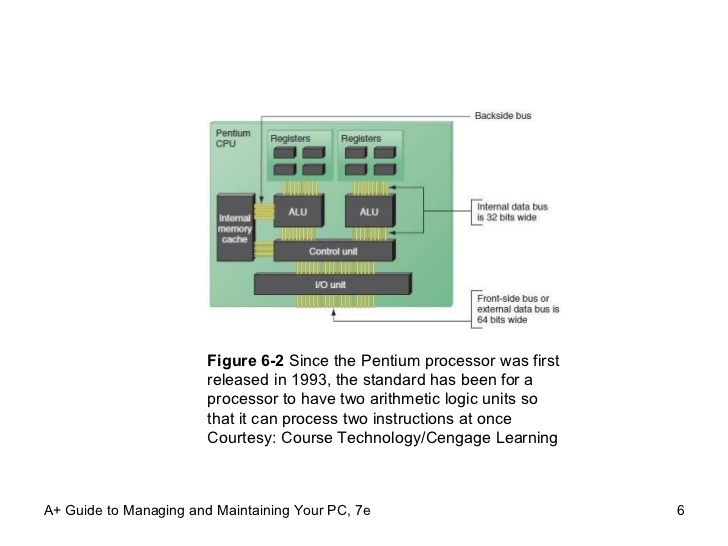 Backside bus
Pentium
CPU
Registers
Registers
Internal
memory
cache
ALU
ALU
Internal data bus
is 32 bits wide
Control unit
I/O unit
Front-side bus or
external data bus is
64 bits wide
Figure 6-2 Since the Pentium processor was first
released in 1993, the standard has been for a
processor to have two arithmetic logic units so
that it can process two instructions at once
Courtesy: Course Technology/Cengage Learning
A+ Guide to Managing and Maintaining Your PC, 7e
6